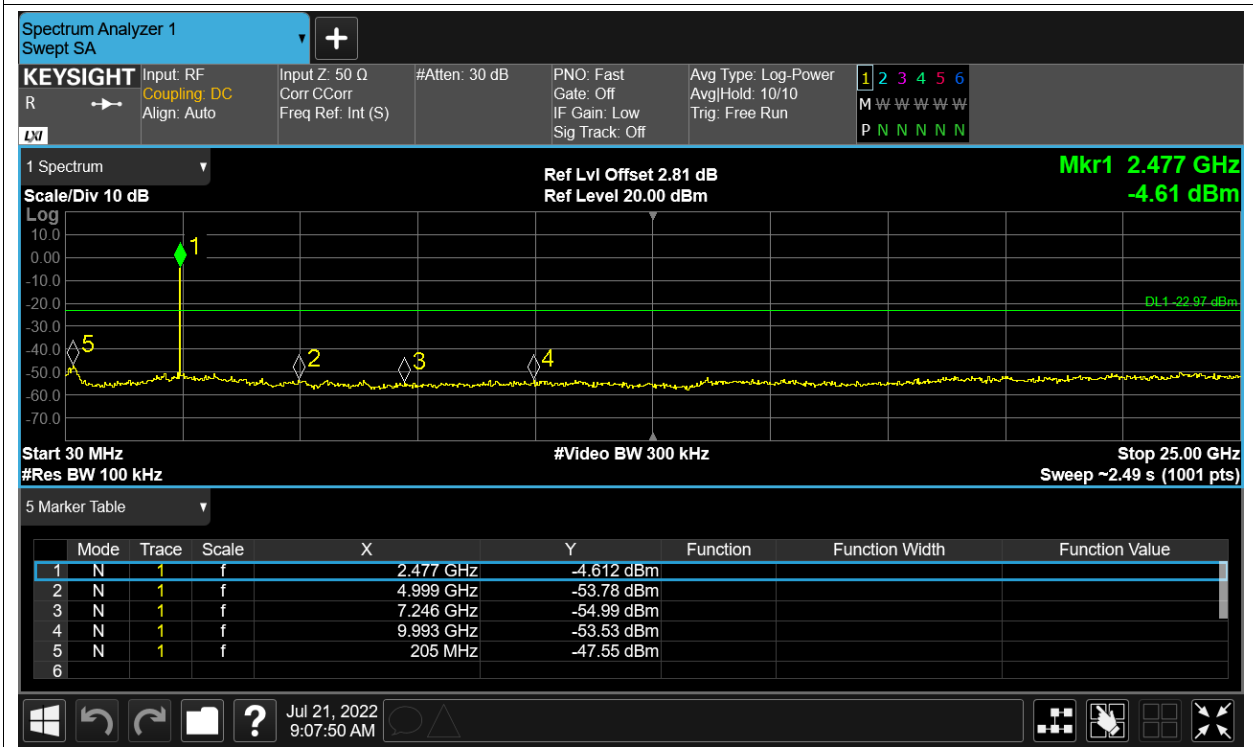 Spectrum Analyzer 1
Swept SA
+
KEYSIGHT Input: RF Input Z: 50 Ω #Atten: 30 dB PNO: Fast Avg Type: Log-Power 1 2 3 4 5 6
R Coupling: DC Corr CCorr Gate: Off Avg|Hold: 10/10 M W W W W W
Align: Auto Freq Ref: Int (S) IF Gain: Low Trig: Free Run
LXI Sig Track: Off P N N N N N
1 Spectrum Ref Lvl Offset 2.81 dB Mkr1 2.477 GHz
Scale/Div 10 dB Ref Level 20.00 dBm -4.61 dBm
Log
10.0
1
0.00
-10.0
-20.0 DL1 -22.97 dBm
-30.0
-40.0 5
2 3 4
-50.0
-60.0
-70.0
Start 30 MHz #Video BW 300 kHz Stop 25.00 GHz
#Res BW 100 kHz Sweep ~2.49 s (1001 pts)
5 Marker Table
Mode Trace Scale X Y Function Function Width Function Value
1 N 1 f 2.477 GHz -4.612 dBm
2 N 1 f 4.999 GHz -53.78 dBm
3 N 1 f 7.246 GHz -54.99 dBm
4 N 1 f 9.993 GHz -53.53 dBm
5 N 1 f 205 MHz -47.55 dBm
6
? Jul 21, 2022
9:07:50 AM